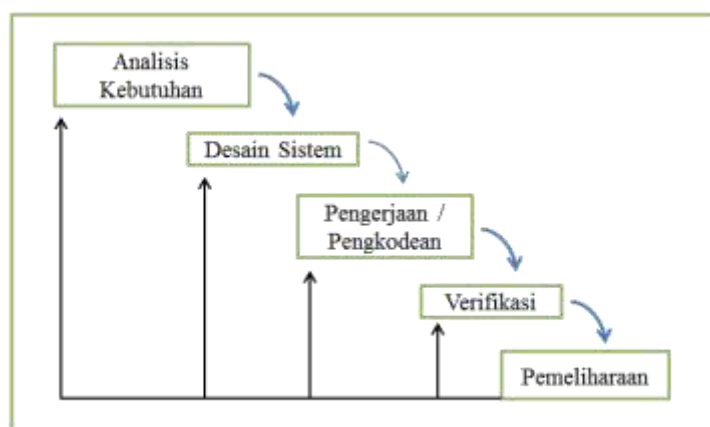 Analisis
Kebutuhan
Desain Sistem
Pengerjaan /
Pengkodean
Verifikasi
Pemeliharaan